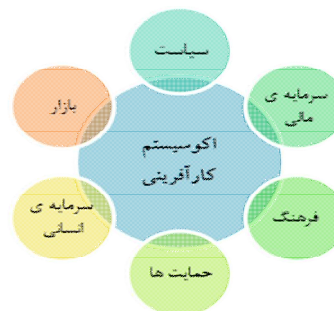 سیاست
سرمایه ی
مالی
فرهنگ
حمایت ها
سرمایه ی
انسانی
بازار
اکوسیستم
کارآفرینی